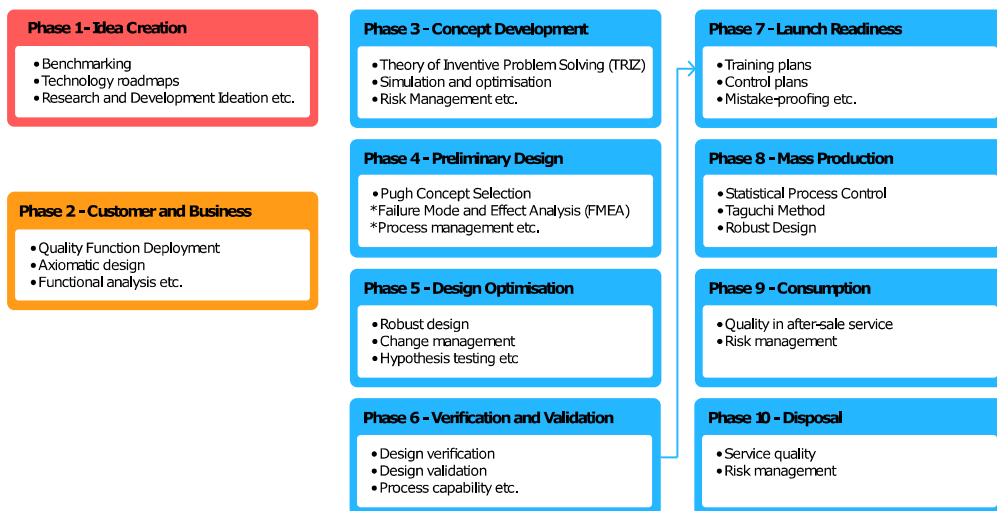 Phase 1 - Idea Creation
•Benchmarking
•Technology roadmaps
•Research and Development Ideation etc.
Phase 2 - Customer and Business
•Quality Function Deployment
•Axiomatic design
•Functional analysis etc.
Phase 3 - Concept Development
•Theory of Inventive Problem Solving (TRIZ)
•Simulation and optimisation
•Risk Management etc.
Phase 4 - Preliminary Design
•Pugh Concept Selection
*Failure Mode and Effect Analysis (FMEA)
*Process management etc.
Phase 5 - Design Optimisation
•Robust design
•Change management
•Hypothesis testing etc
Phase 6 - Verification and Validation
•Design verification
•Design validation
•Process capability etc.
Phase 7 - Launch Readiness
•Training plans
•Control plans
•Mistake-proofing etc.
Phase 8 - Mass Production
•Statistical Process Control
•Taguchi Method
•Robust Design
Phase 9 - Consumption
•Quality in after-sale service
•Risk management
Phase 10 - Disposal
•Service quality
•Risk management